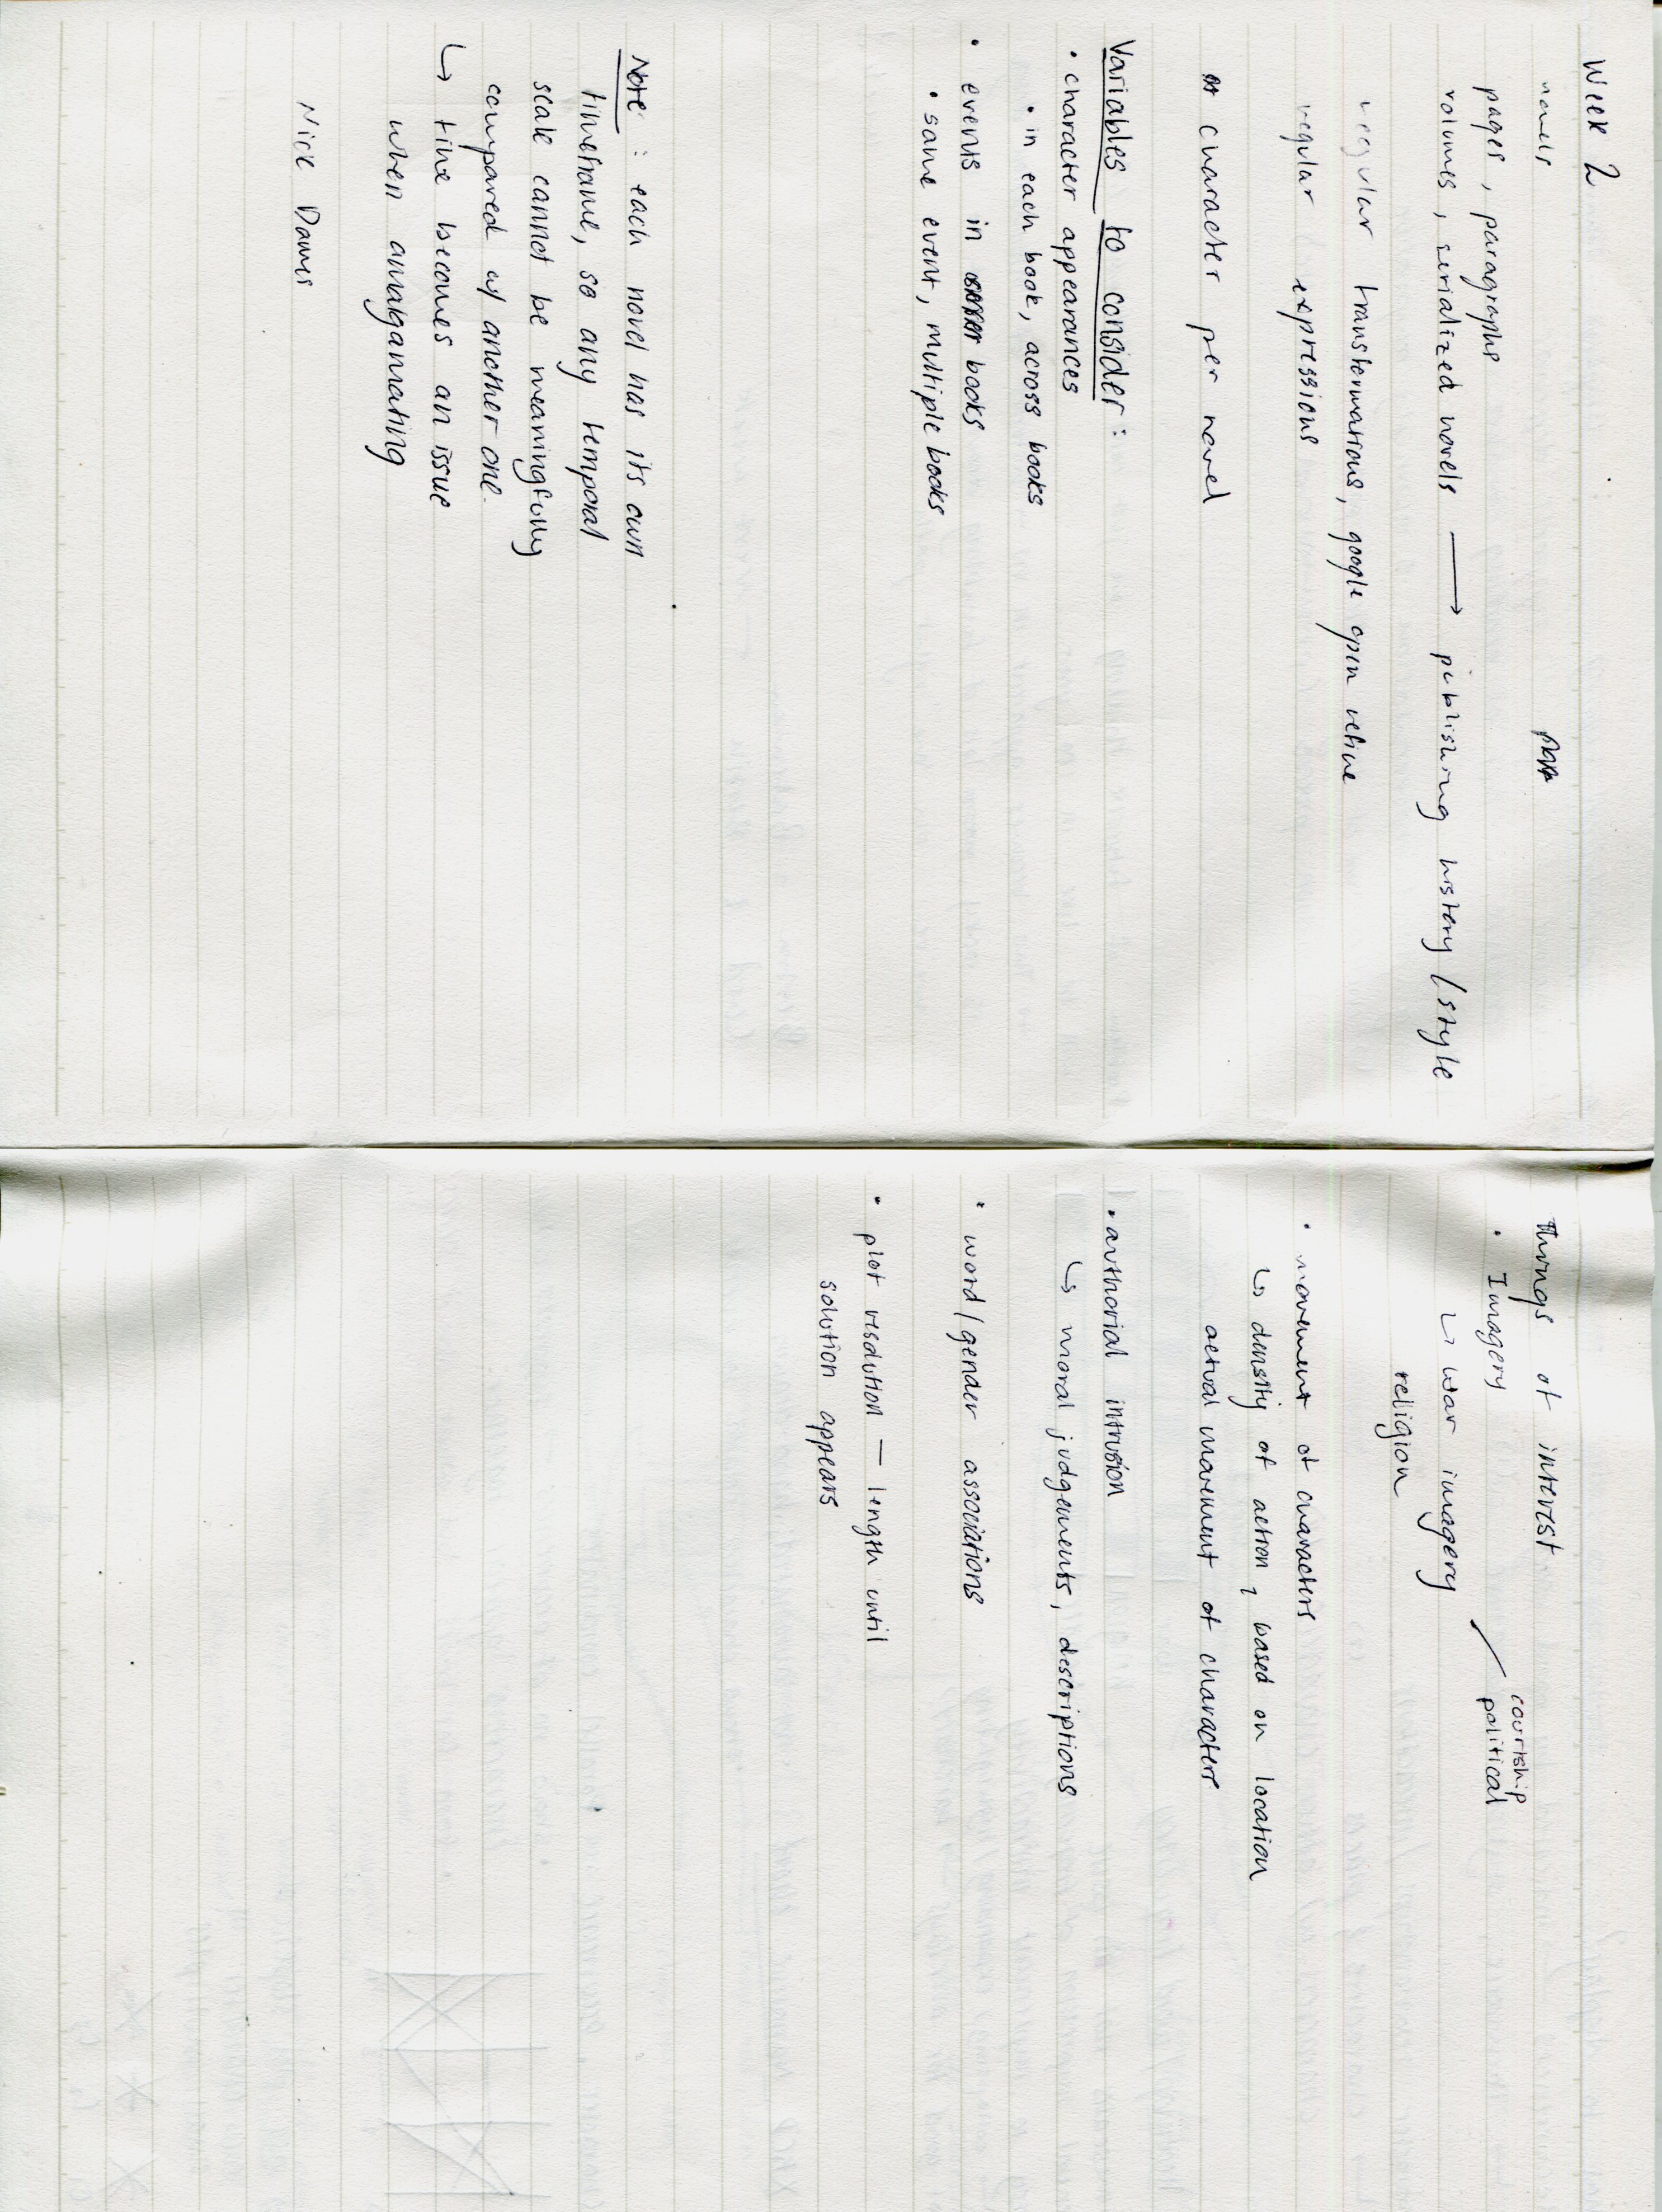 Week 2
novels
pages, paragraphs
volumes, serialized novels → publishing history / style
regular transformations, google open refine
regular expressions
character per novel
Variables to consider:
• character appearances
• in each book, across books
• events in books
• same event, multiple books
Note: each novel has its own
timeframe, so any temporal
scale cannot be meaningfully
compared w/ another one.
↳ time becomes an issue
when amalgamating
Nick Dames
Things of interest
• Imagery
courtship
political
↳ war imagery
religion
• movement of characters
↳ density of action, based on location
actual movement of characters
• authorial intrusion
↳ moral judgements, descriptions
• word/gender associations
• plot resolution — length until
solution appears